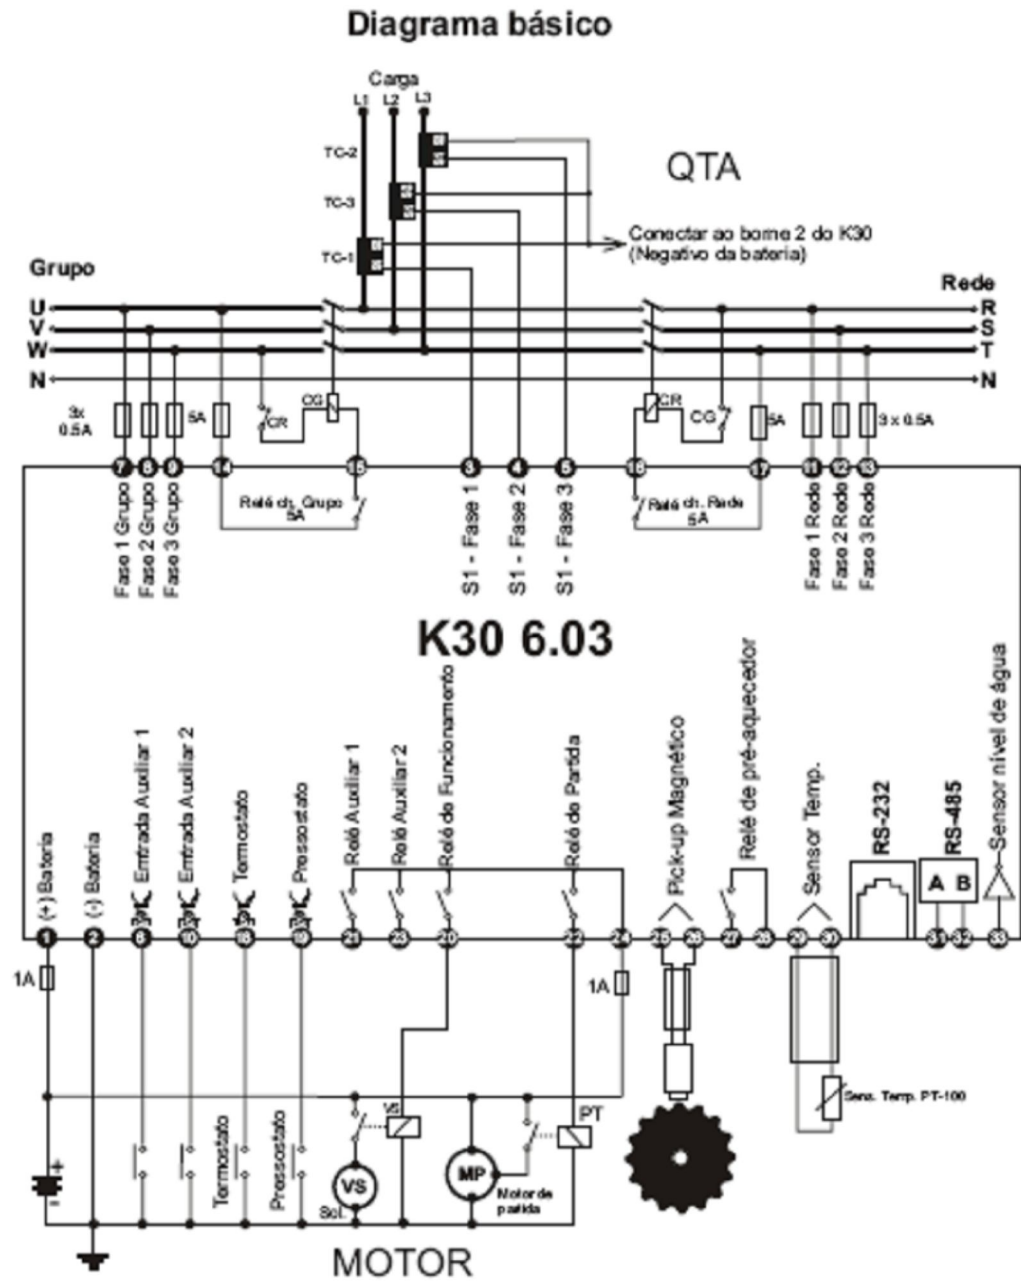 Diagrama básico
Carga
L1 L2 L3
TC-2
QTA
TC-3
Conectar ao borne 2 do K30
(Negativo da bateria)
TC-1
Grupo
Rede
U
R
V
S
W
T
N
N
3x
0.5A
5A
CR
CG
CR
CG
5A
3 x 0.5A
7 8 9 14 15 3 4 5 17 11 12 13
Relé ch. Grupo
5A
Relé ch. Rede
5A
Fase 1 Grupo
Fase 2 Grupo
Fase 3 Grupo
S1 - Fase 1
S1 - Fase 2
S1 - Fase 3
Fase 1 Rede
Fase 2 Rede
Fase 3 Rede
K30 6.03
(+) Bateria
(-) Bateria
Entrada Auxiliar 1
Entrada Auxiliar 2
Termostato
Pressostato
Relé Auxiliar 1
Relé Auxiliar 2
Relé de Funcionamento
Relé de Partida
Pick-up Magnético
Relé de pré-aquecedor
Sensor Temp.
RS-232
RS-485
A B
Sensor nível de água
1 2
1A
1A
Sens. Temp. PT-100
Termostato
Pressostato
VS
VS
Sol.
MP
Motor de
partida
PT
+
-
MOTOR